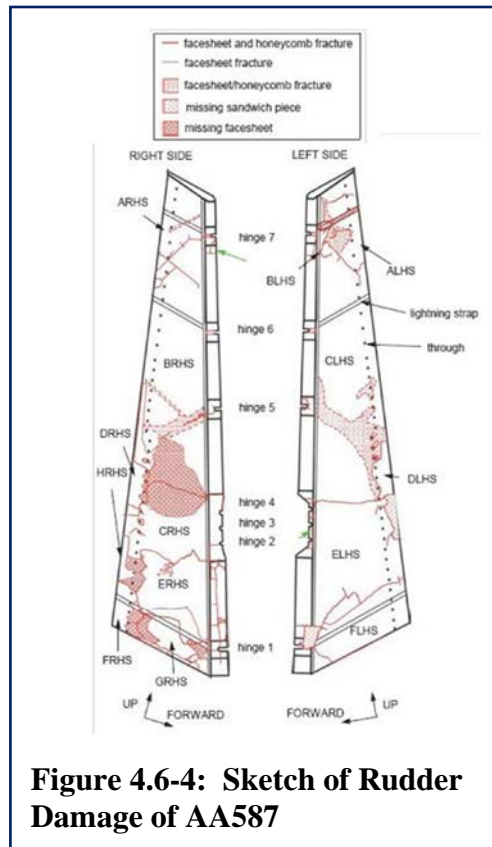 facesheet and honeycomb fracture
facesheet fracture
facesheet/honeycomb fracture
missing sandwich piece
missing facesheet
RIGHT SIDE
LEFT SIDE
ARHS
hinge 7
BLHS
ALHS
lightning strap
hinge 6
BRHS
CLHS
through
hinge 5
DRHS
HRHS
DLHS
hinge 4
hinge 3
CRHS
hinge 2
ELHS
ERHS
FLHS
hinge 1
FRHS
GRHS
UP
FORWARD
FORWARD
UP
Figure 4.6-4: Sketch of Rudder
Damage of AA587